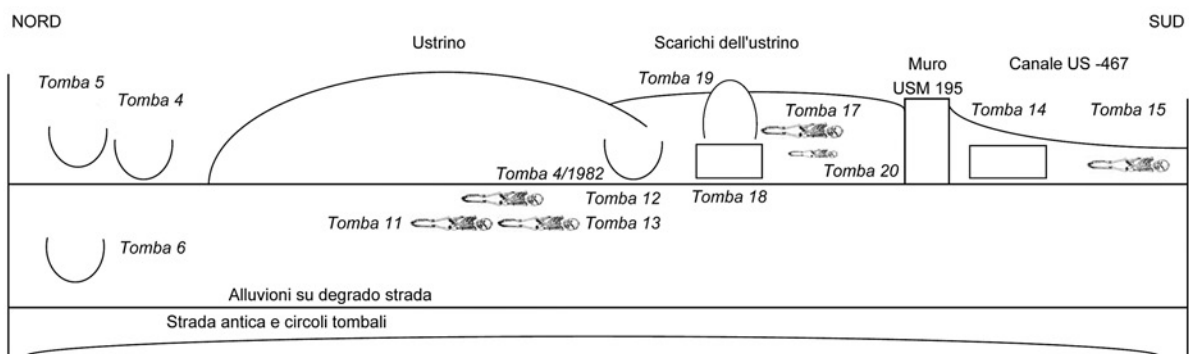 NORD
SUD
Ustrino
Scarichi dell'ustrino
Muro
USM 195
Canale US -467
Tomba 5
Tomba 4
Tomba 19
Tomba 17
Tomba 14
Tomba 15
Tomba 4/1982
Tomba 20
Tomba 12
Tomba 18
Tomba 11
Tomba 13
Tomba 6
Alluvioni su degrado strada
Strada antica e circoli tombali